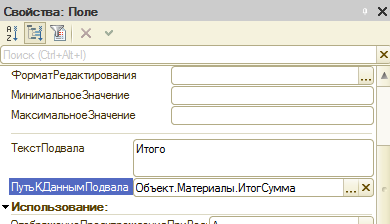 Свойства: Поле
Поиск (Ctrl+Alt+I)
ФорматРедактирования
МинимальноеЗначение
МаксимальноеЗначение
ТекстПодвала Итого
ПутьКДаннымПодвала Объект.Материалы.ИтогСумма
Использование: